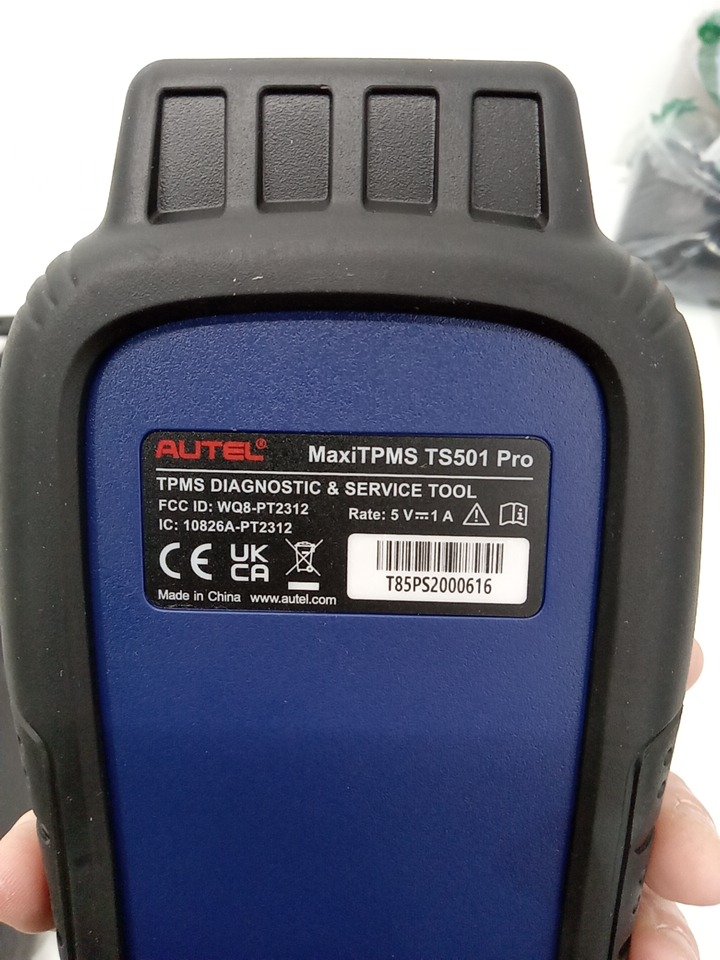 AUTEL® MaxiTPMS TS501 Pro
TPMS DIAGNOSTIC & SERVICE TOOL
FCC ID: WQ8-PT2312
IC: 10826A-PT2312
Rate: 5 V⎓1 A
CE UK CA
T85PS2000616
Made in China www.autel.com